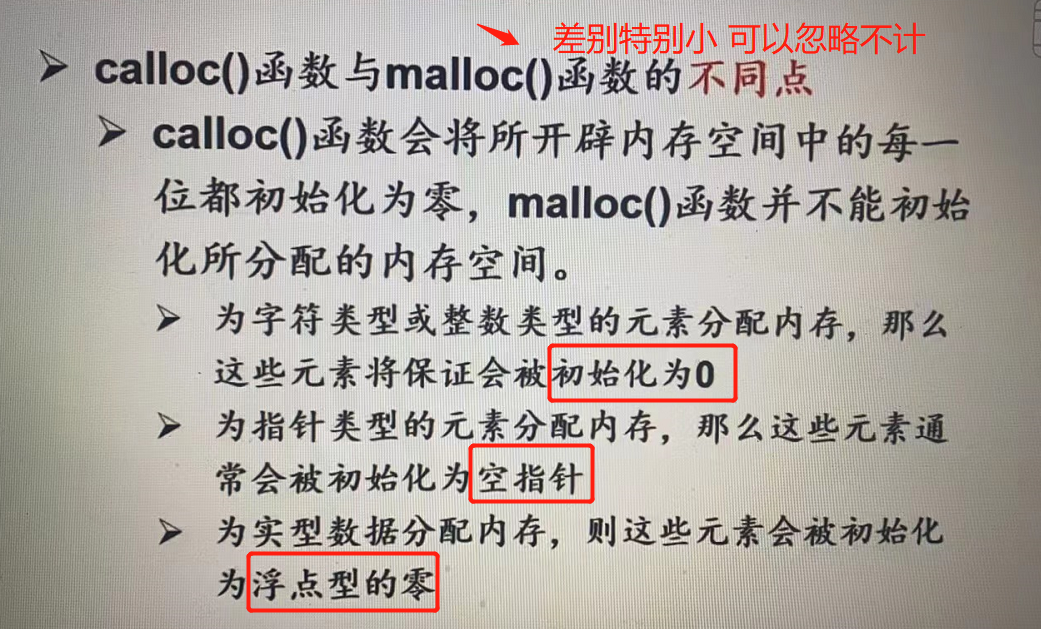 差别特别小 可以忽略不计
calloc()函数与malloc()函数的不同点
calloc()函数会将所开辟内存空间中的每一
位都初始化为零，malloc()函数并不能初始
化所分配的内存空间。
为字符类型或整数类型的元素分配内存，那么
这些元素将保证会被初始化为0
为指针类型的元素分配内存，那么这些元素通
常会被初始化为空指针
为实型数据分配内存，则这些元素会被初始化
为浮点型的零